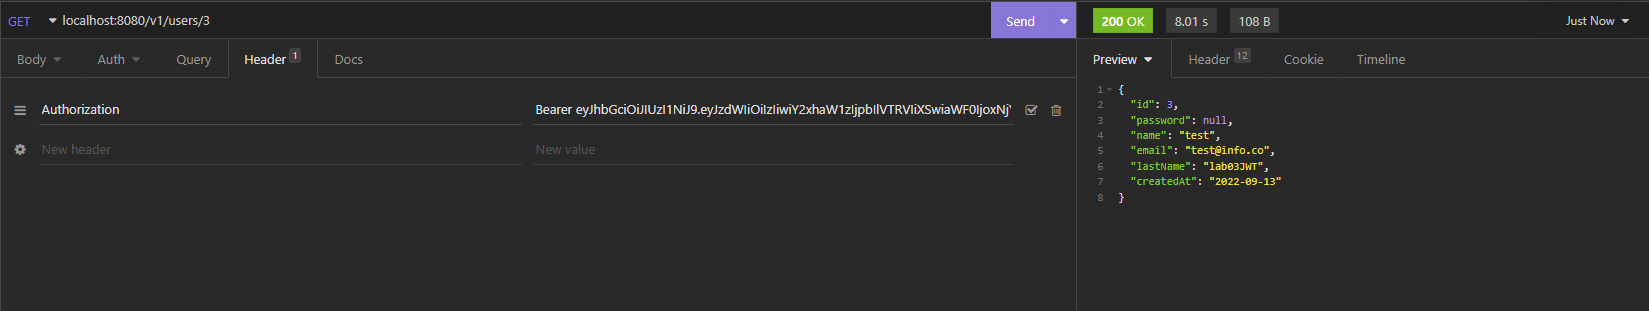 GET localhost:8080/v1/users/3 Send 200 OK 8.01 s 108 B Just Now
Body Auth Query Header 1 Docs Preview Header 12 Cookie Timeline
Authorization Bearer eyJhbGciOiJIUzI1NiJ9.eyJzdWIiOiIzIiwiY2xhaW1zIjpbIlVTRVIiXSwiaWF0IjoxNj
New header New value
1 {
2 "id": 3,
3 "password": null,
4 "name": "test",
5 "email": "test@info.co",
6 "lastName": "lab03JWT",
7 "createdAt": "2022-09-13"
8 }